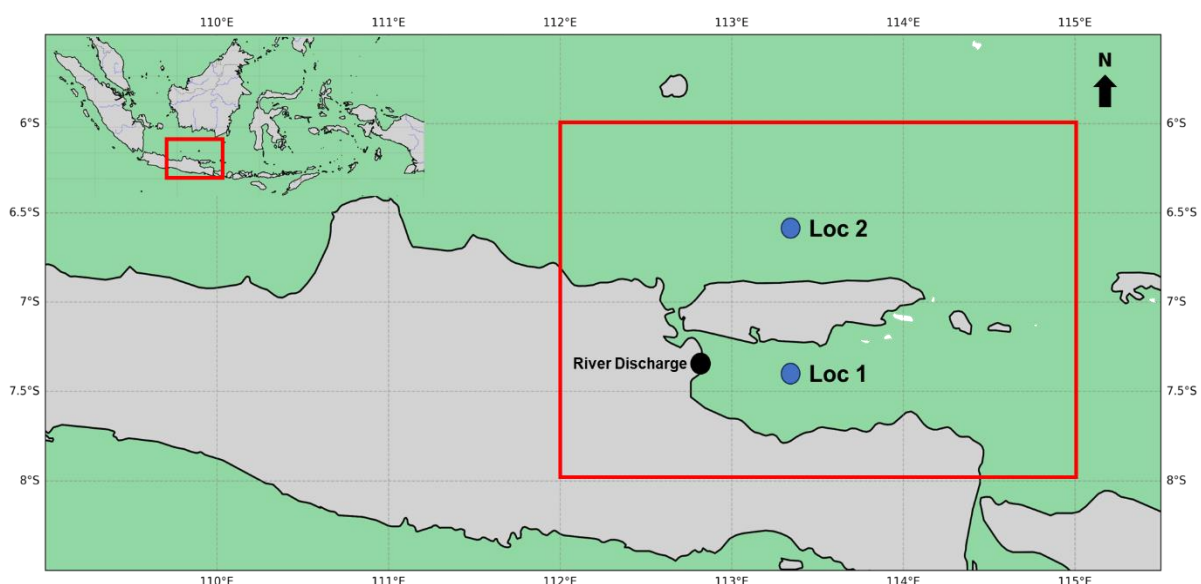 110°E 111°E 112°E 113°E 114°E 115°E
N
6°S 6°S
6.5°S 6.5°S
Loc 2
7°S 7°S
River Discharge
Loc 1
7.5°S 7.5°S
8°S 8°S
110°E 111°E 112°E 113°E 114°E 115°E